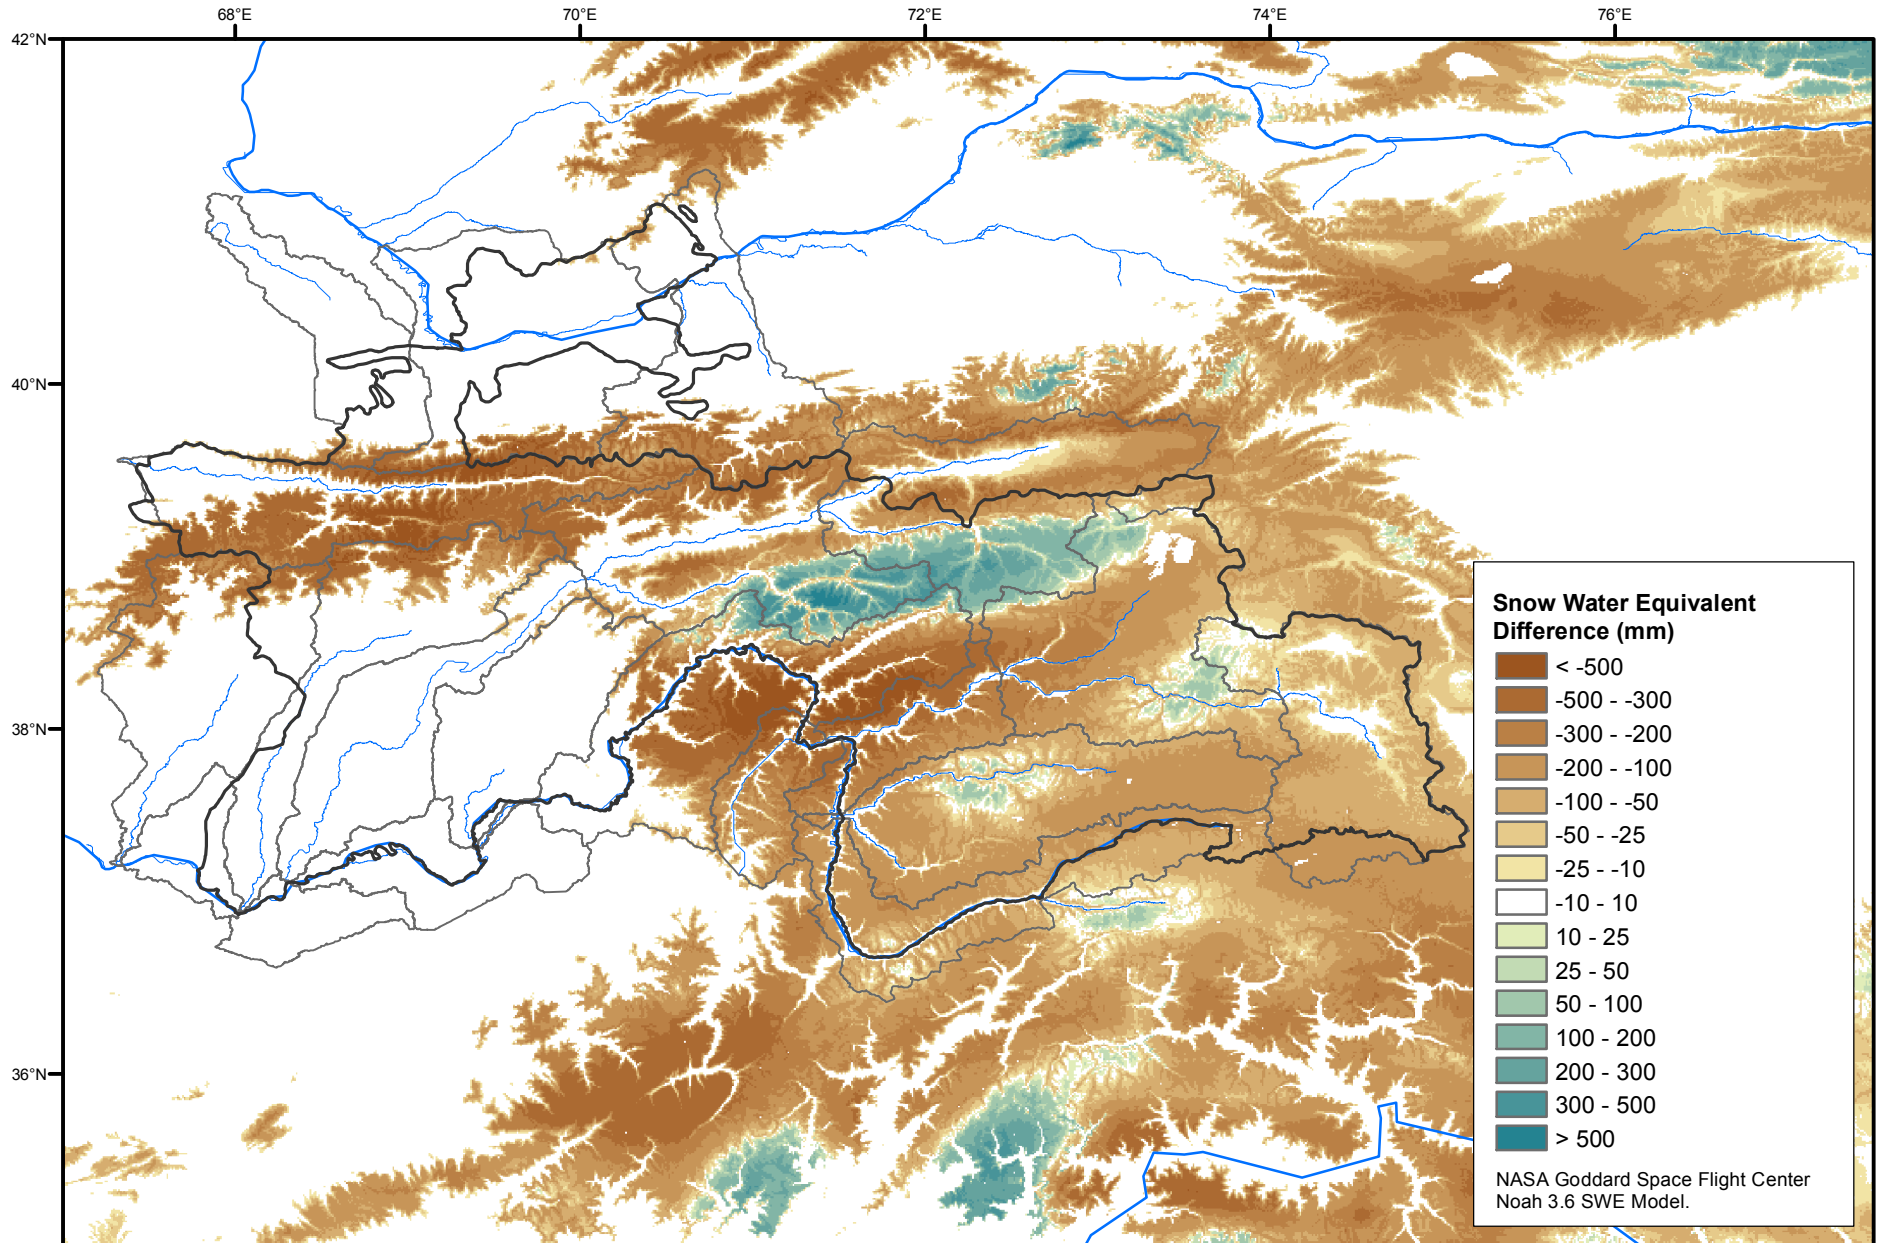 68°E 70°E 72°E 74°E 76°E
42°N
40°N
38°N
36°N
Snow Water Equivalent
Difference (mm)
< -500
-500 - -300
-300 - -200
-200 - -100
-100 - -50
-50 - -25
-25 - -10
-10 - 10
10 - 25
25 - 50
50 - 100
100 - 200
200 - 300
300 - 500
> 500
NASA Goddard Space Flight Center
Noah 3.6 SWE Model.